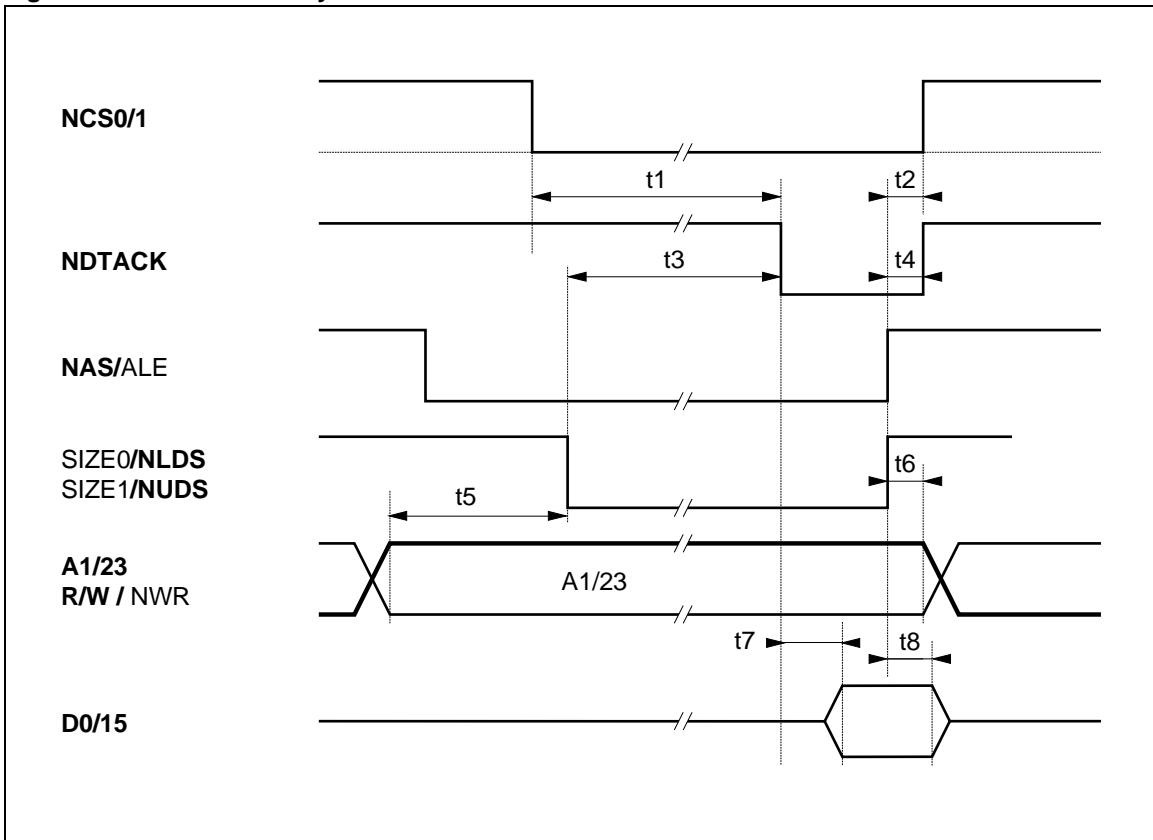 NCS0/1
t1
t2
NDTACK
t3
t4
NAS/ALE
SIZE0/NLDS
SIZE1/NUDS
t6
t5
A1/23
R/W / NWR
A1/23
t7
t8
D0/15